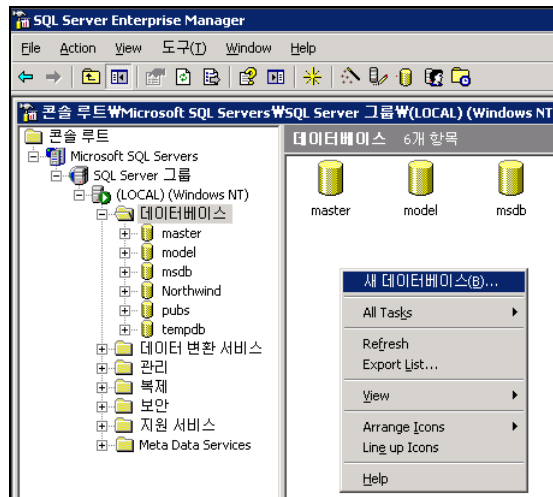 SQL Server Enterprise Manager
File Action View 도구(T) Window Help
콘솔 루트₩Microsoft SQL Servers₩SQL Server 그룹₩(LOCAL) (Windows NT
콘솔 루트
Microsoft SQL Servers
SQL Server 그룹
(LOCAL) (Windows NT)
데이터베이스
master
model
msdb
Northwind
pubs
tempdb
데이터 변환 서비스
관리
복제
보안
지원 서비스
Meta Data Services
데이터베이스 6개 항목
master model msdb
새 데이터베이스(B)...
All Tasks
Refresh
Export List...
View
Arrange Icons
Line up Icons
Help